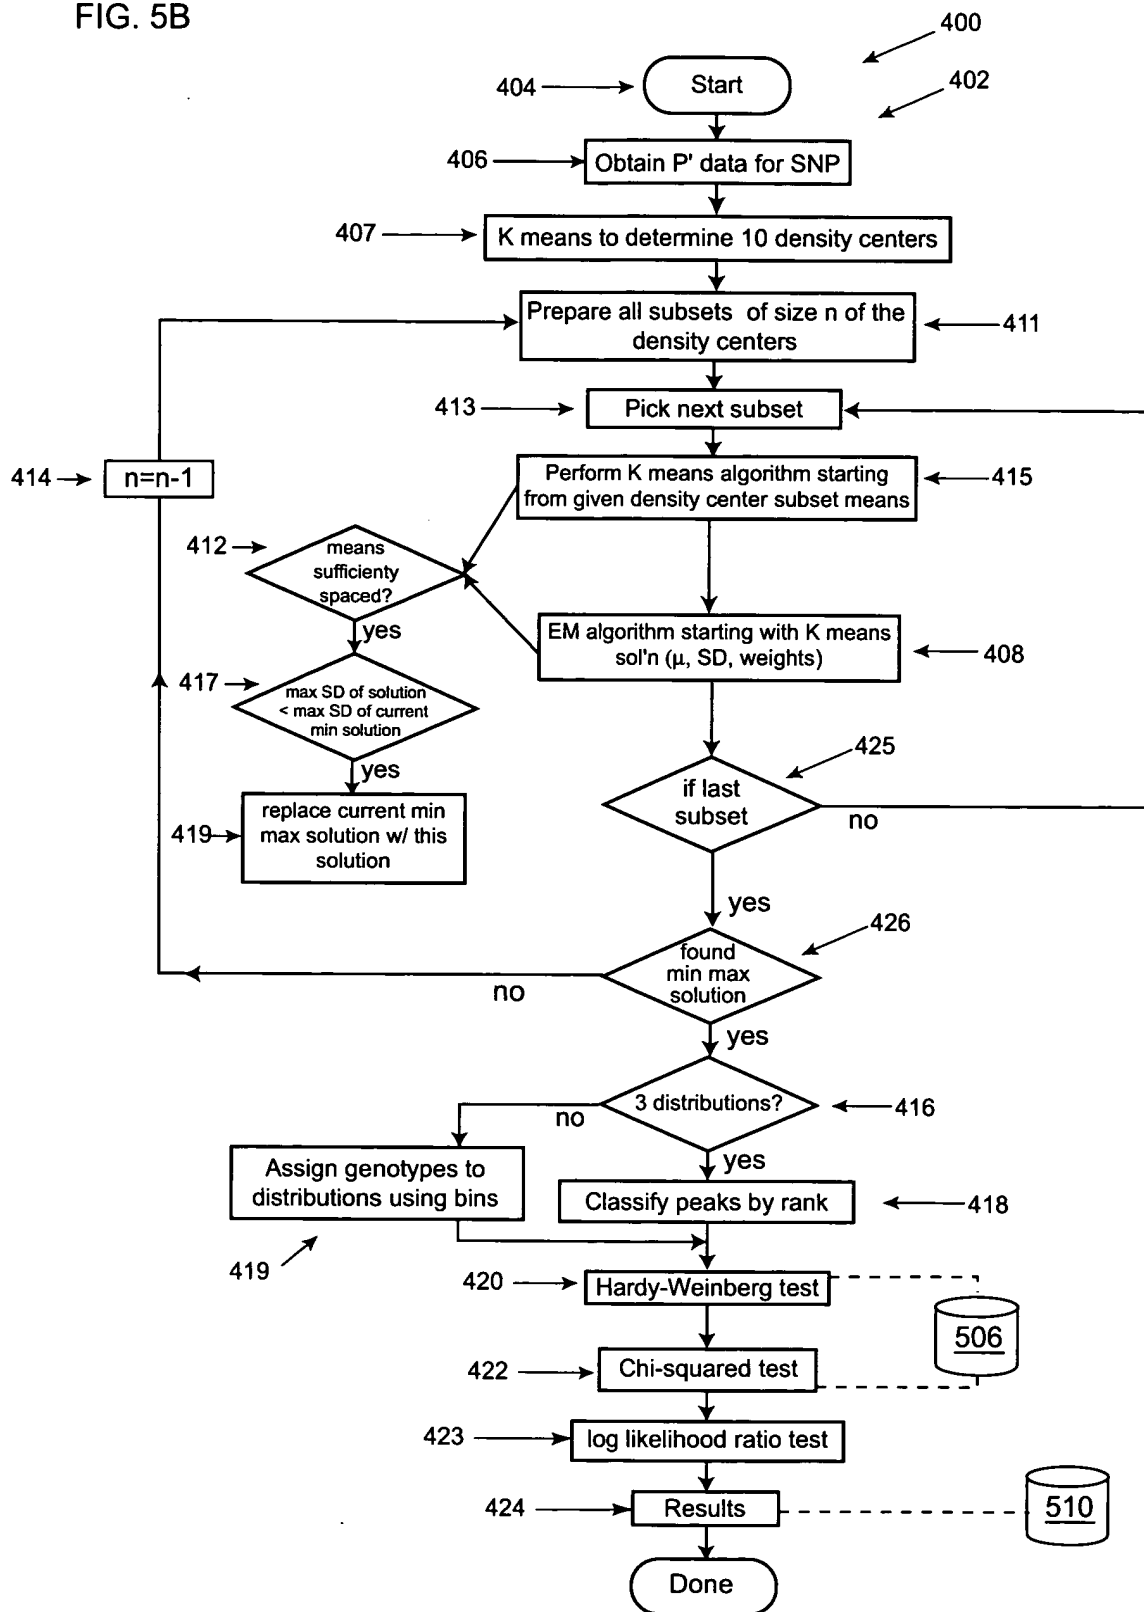 FIG. 5B
400
402
404
Start
406
Obtain P' data for SNP
407
K means to determine 10 density centers
Prepare all subsets of size n of the
density centers
411
413
Pick next subset
414
n=n-1
Perform K means algorithm starting
from given density center subset means
415
412
means
sufficienty
spaced?
yes
EM algorithm starting with K means
sol'n (μ, SD, weights)
408
417
max SD of solution
< max SD of current
min solution
yes
425
if last
subset
no
419
replace current min
max solution w/ this
solution
yes
426
found
min max
solution
no
yes
3 distributions?
416
no
yes
Assign genotypes to
distributions using bins
419
Classify peaks by rank
418
420
Hardy-Weinberg test
506
422
Chi-squared test
423
log likelihood ratio test
424
Results
510
Done